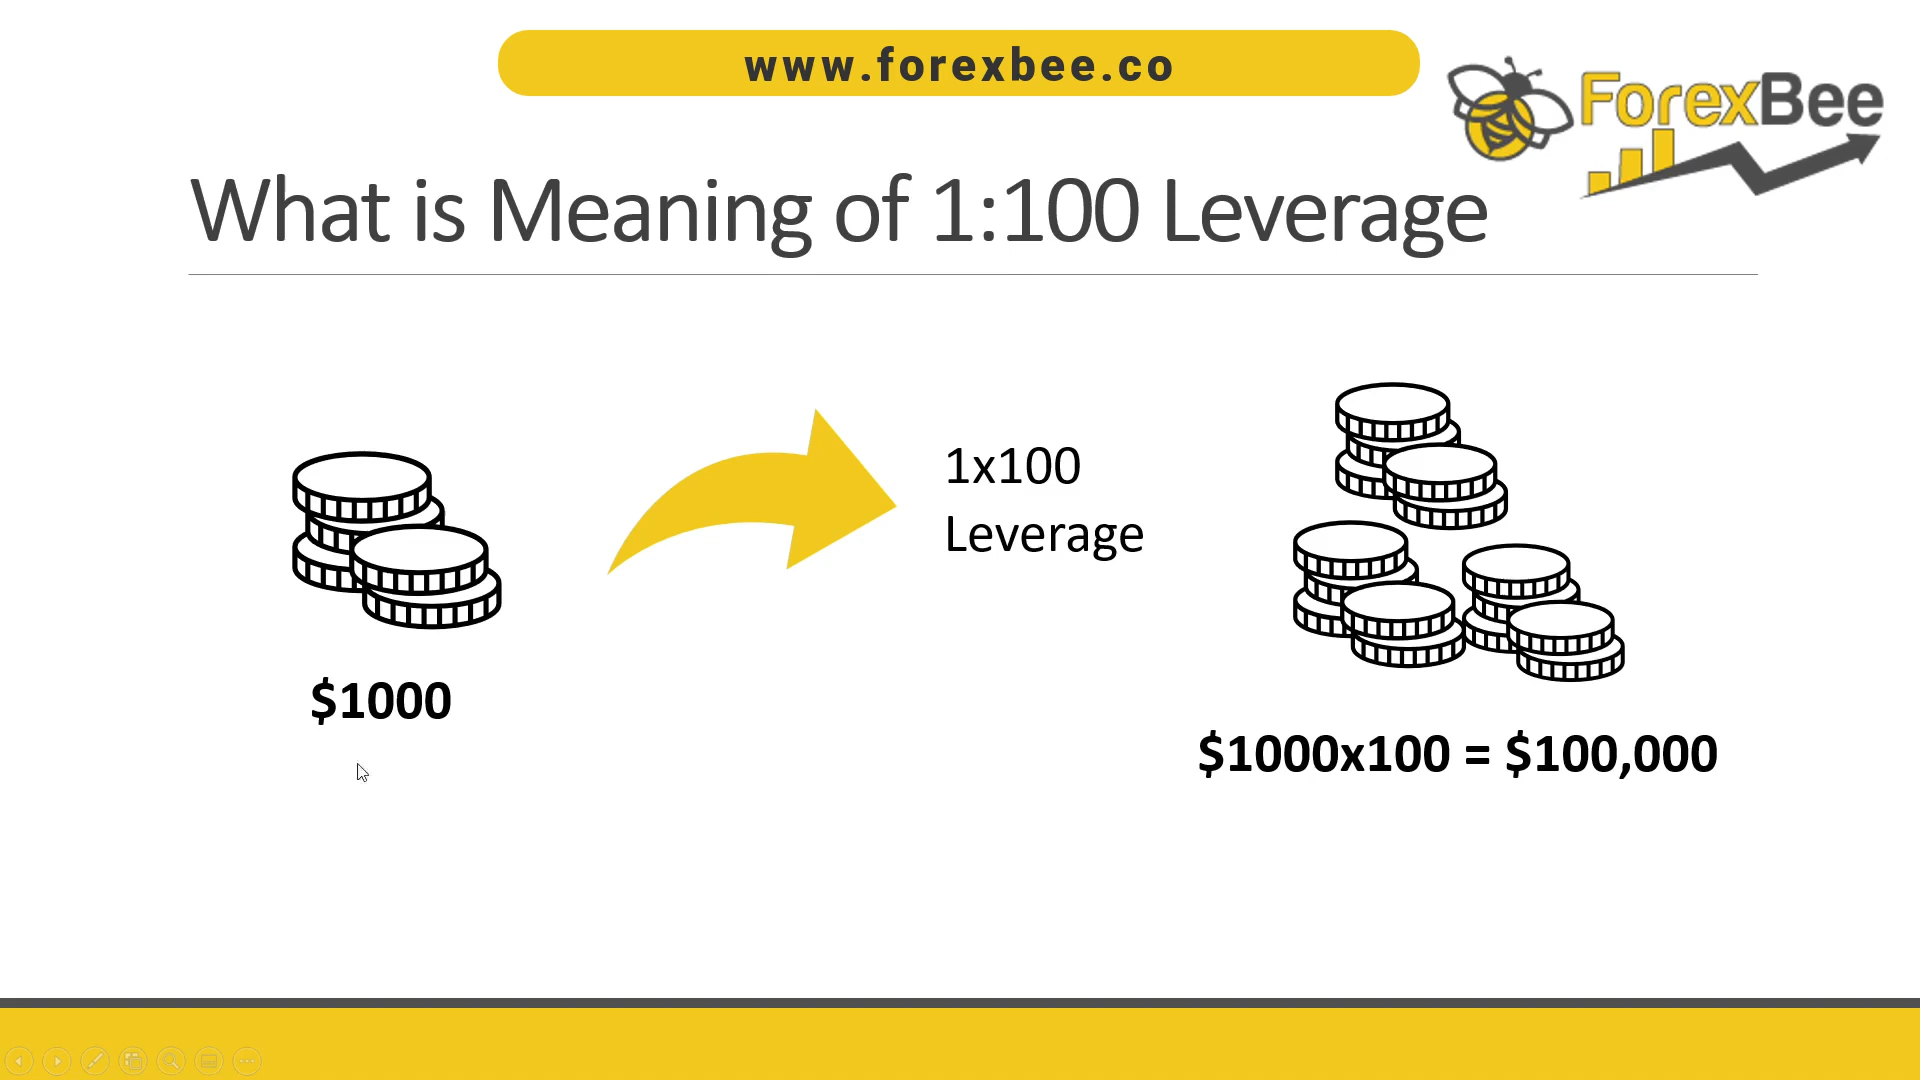 www.forexbee.co
ForexBee
What is Meaning of 1:100 Leverage
1x100
Leverage
$1000
$1000x100 = $100,000